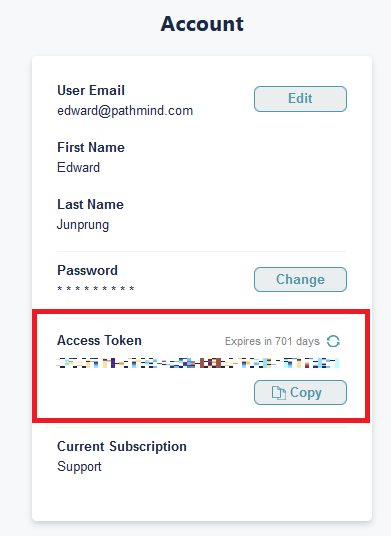 Account
User Email
edward@pathmind.com
Edit
First Name
Edward
Last Name
Junprung
Password
* * * * * * * * *
Change
Access Token
Expires in 701 days
Copy
Current Subscription
Support